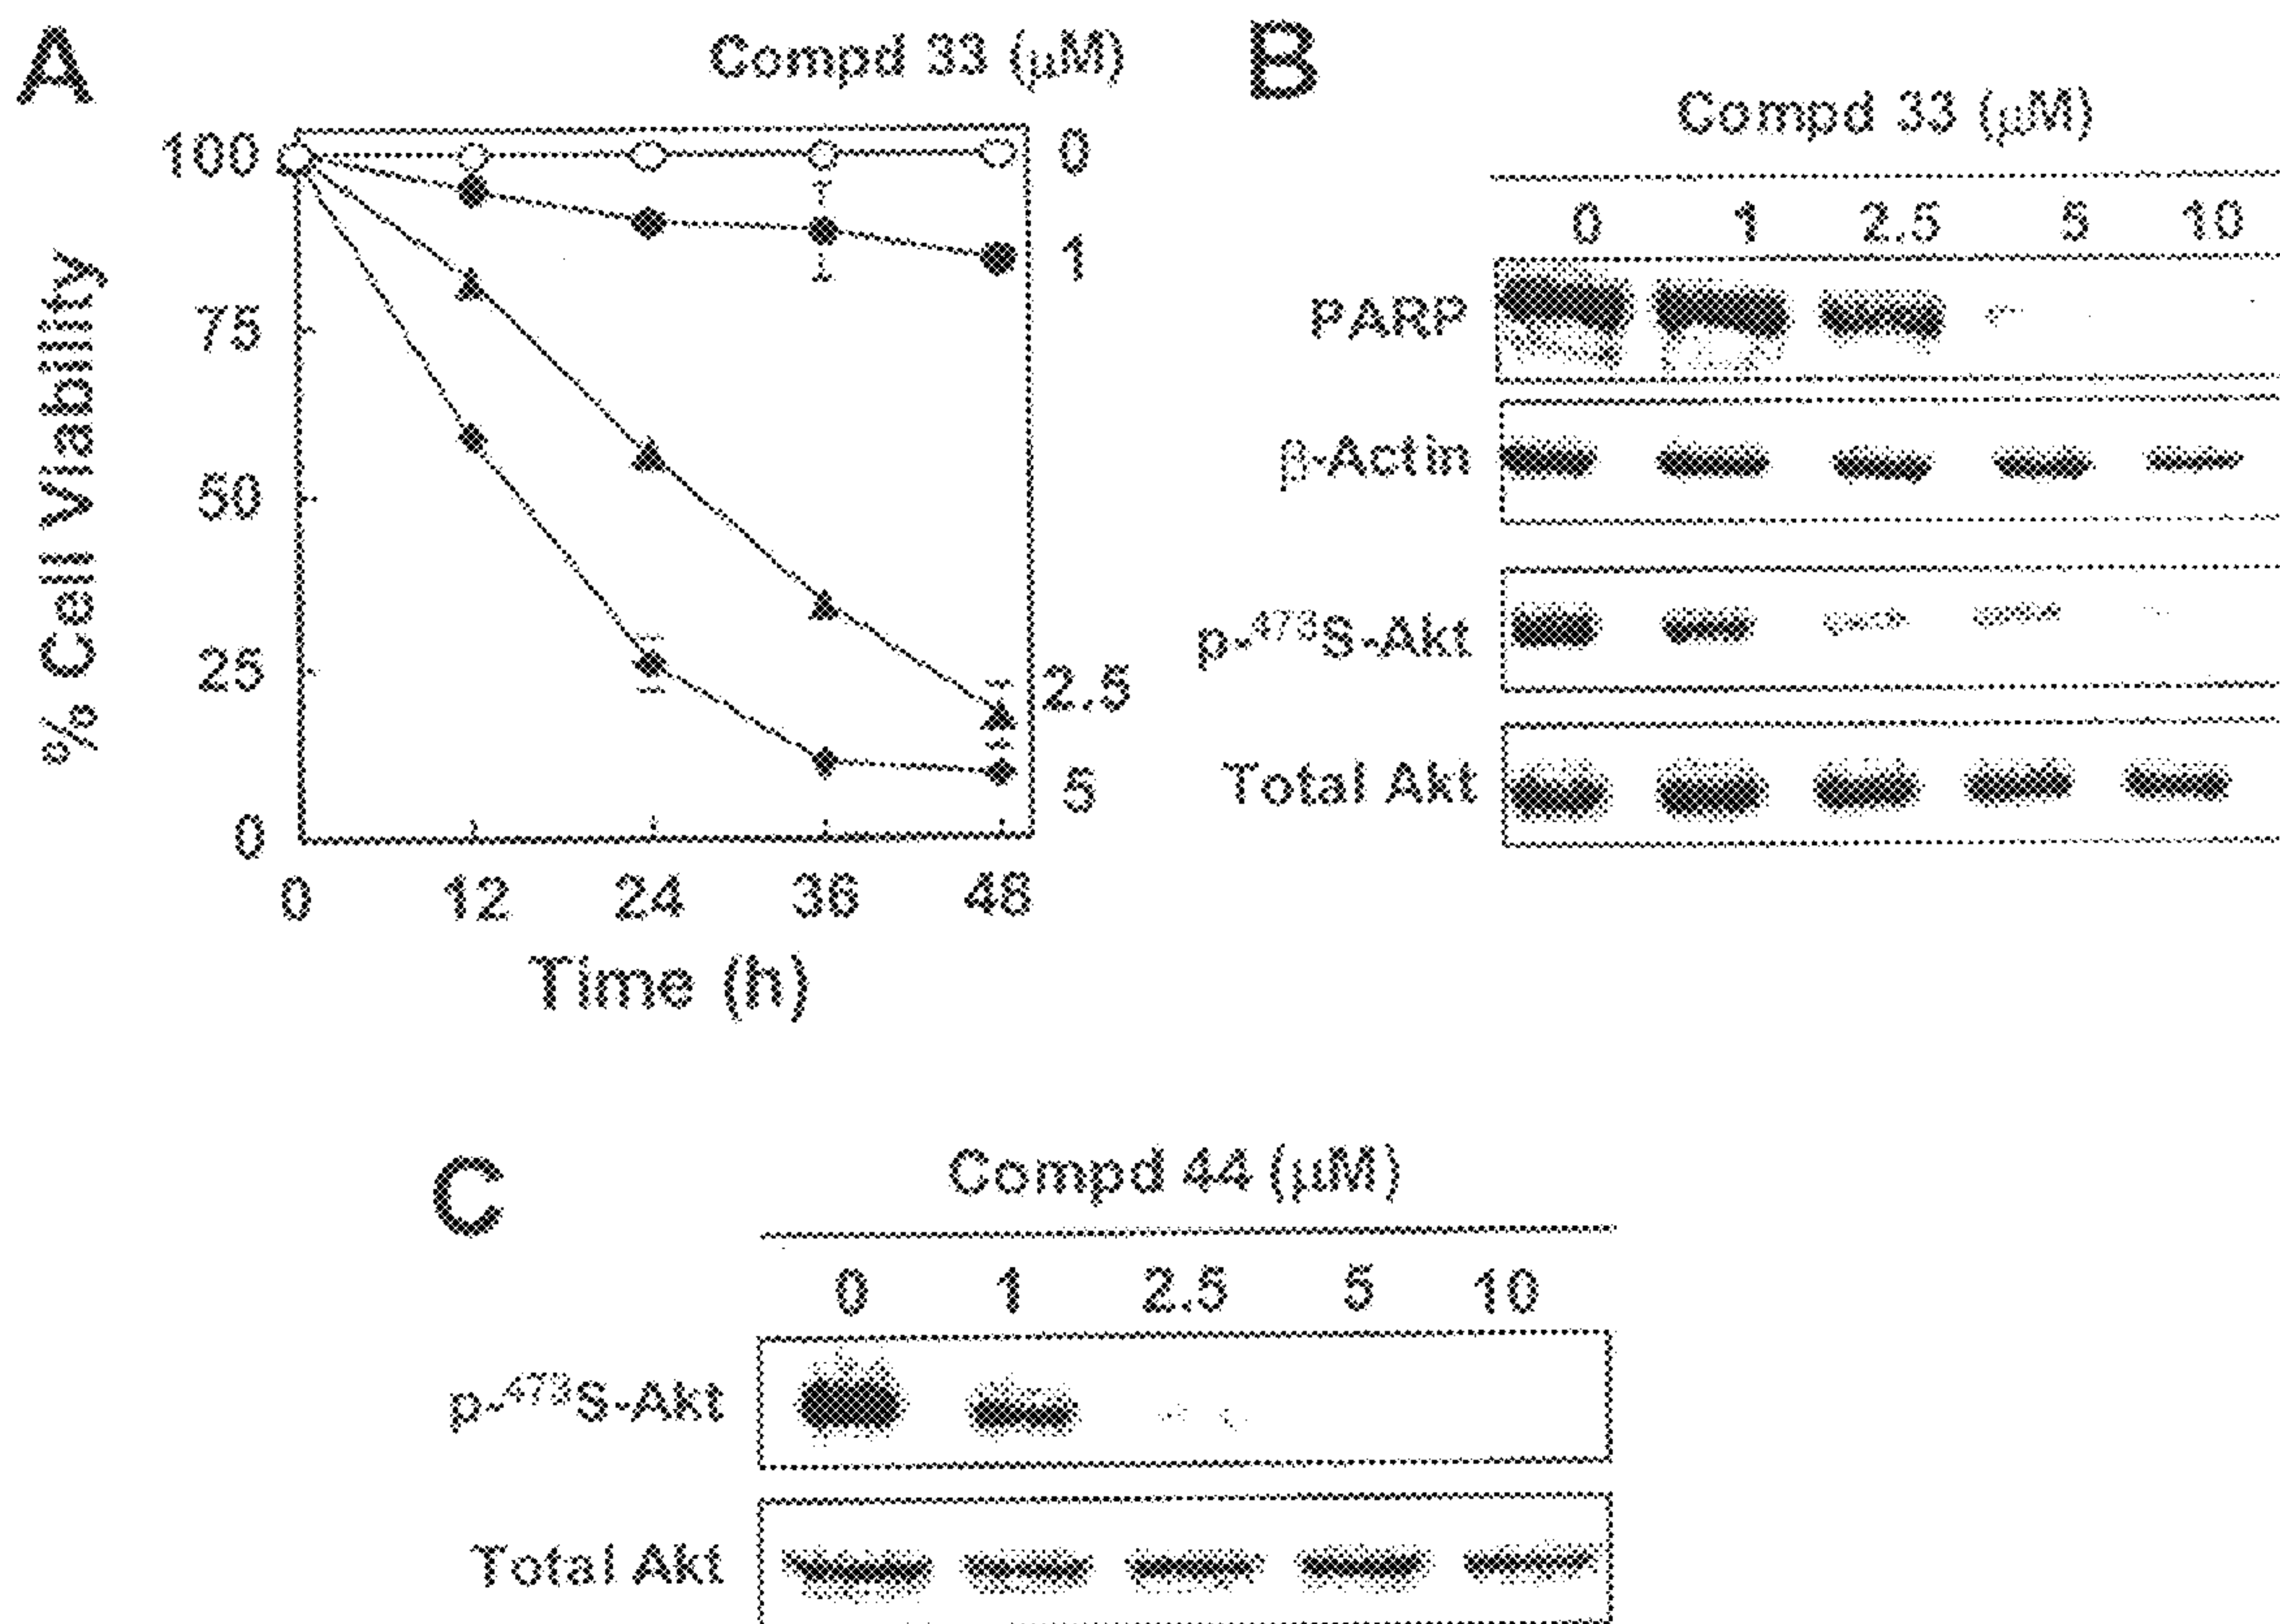 A
Compd 33 (μM)
100
75
50
25
0
% Cell Viability
0
1
2.5
5
0 12 24 36 48
Time (h)
B
Compd 33 (μM)
0 1 2.5 5 10
PARP
β-Actin
p-473S-Akt
Total Akt
C
Compd 44 (μM)
0 1 2.5 5 10
p-473S-Akt
Total Akt